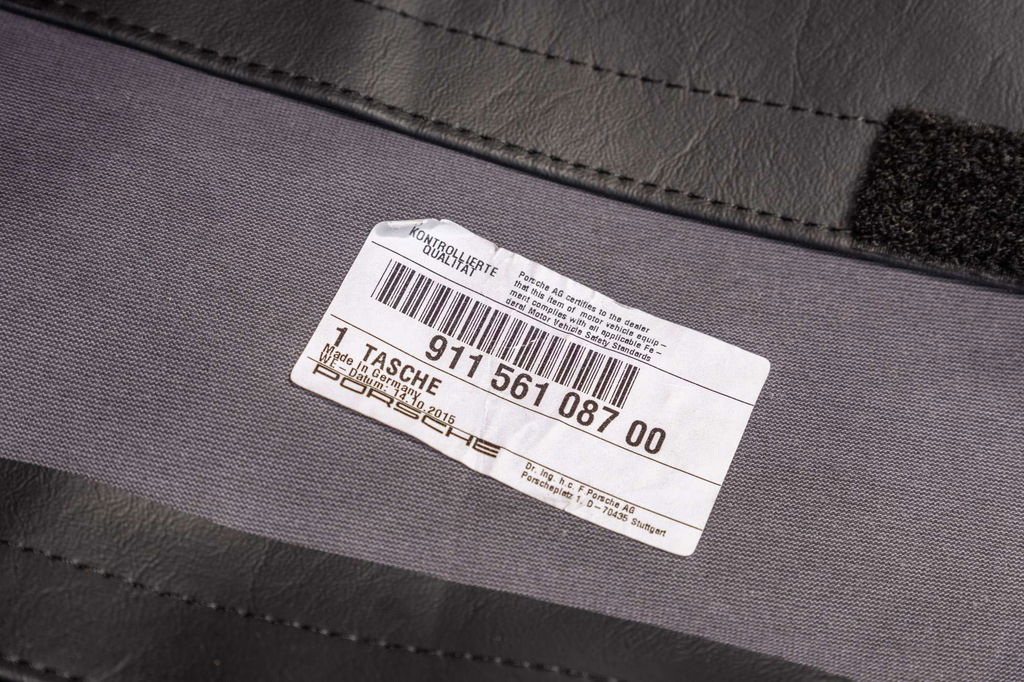 KONTROLLIERTE
QUALITÄT
Porsche AG certifies to the dealer
that this item of motor vehicle equip-
ment complies with all applicable Fe-
deral Motor Vehicle Safety Standards
911 561 087 00
1 TASCHE
Made in Germany
WE-Datum: 14.10.2015
PORSCHE
Dr. Ing. h.c. F. Porsche AG
Porscheplatz 1, D-70435 Stuttgart